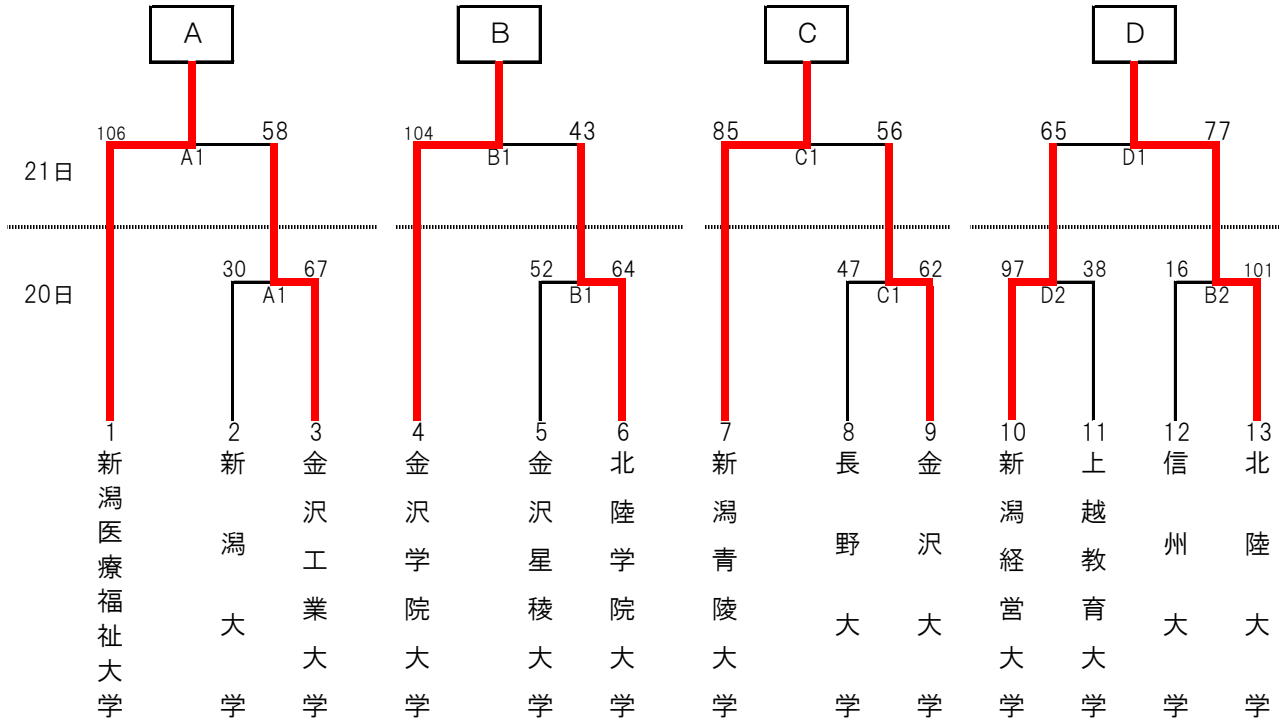 A B C D
106 58 104 43 85 56 65 77
A1 B1 C1 D1
21日
30 67 52 64 47 62 97 38 16 101
A1 B1 C1 D2 B2
20日
1 2 3 4 5 6 7 8 9 10 11 12 13
新潟医療福祉大学
新潟大学
金沢工業大学
金沢学院大学
金沢星稜大学
北陸学院大学
新潟青陵大学
長野大学
金沢大学
新潟経営大学
上越教育大学
信州大学
北陸大学